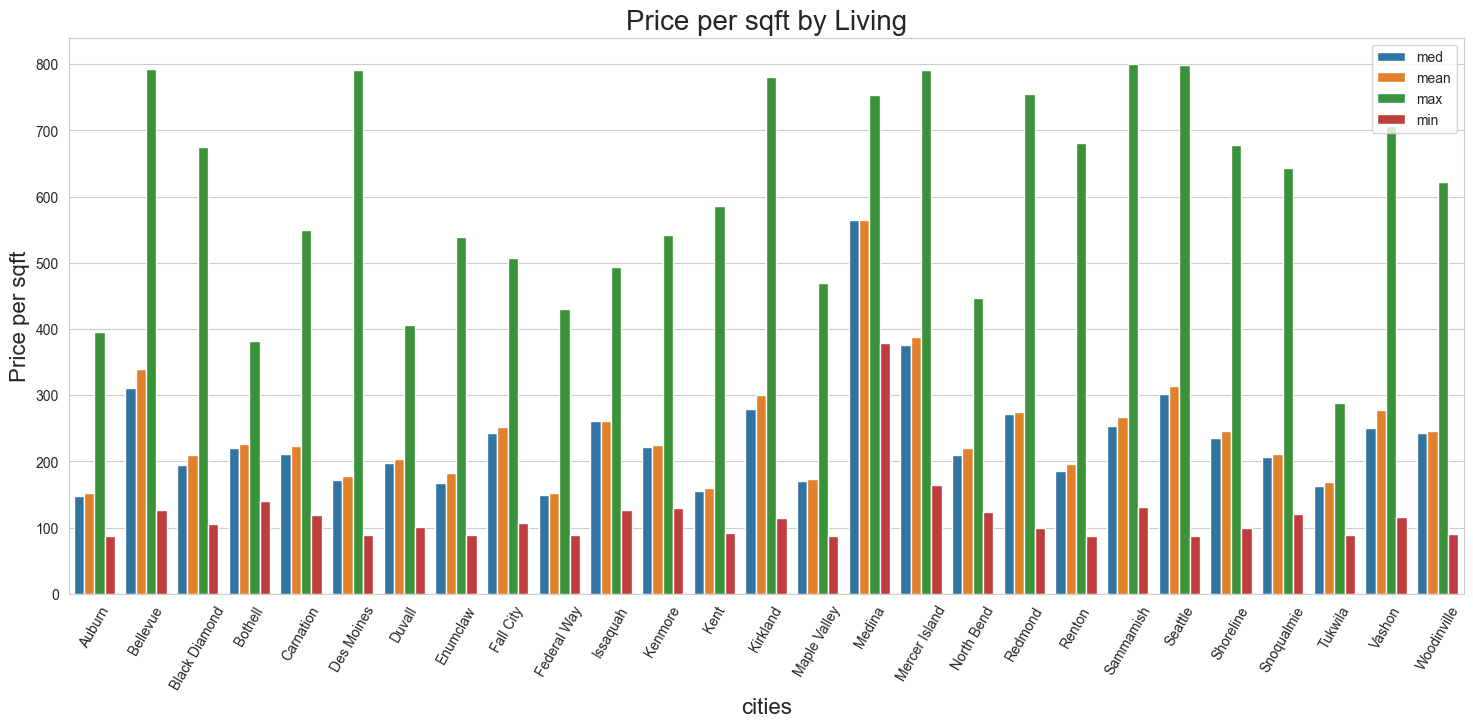 Price per sqft by Living
med
mean
max
min
Price per sqft
800
700
600
500
400
300
200
100
0
Auburn
Bellevue
Black Diamond
Bothell
Carnation
Des Moines
Duvall
Enumclaw
Fall City
Federal Way
Issaquah
Kenmore
Kent
Kirkland
Maple Valley
Medina
Mercer Island
North Bend
Redmond
Renton
Sammamish
Seattle
Shoreline
Snoqualmie
Tukwila
Vashon
Woodinville
cities